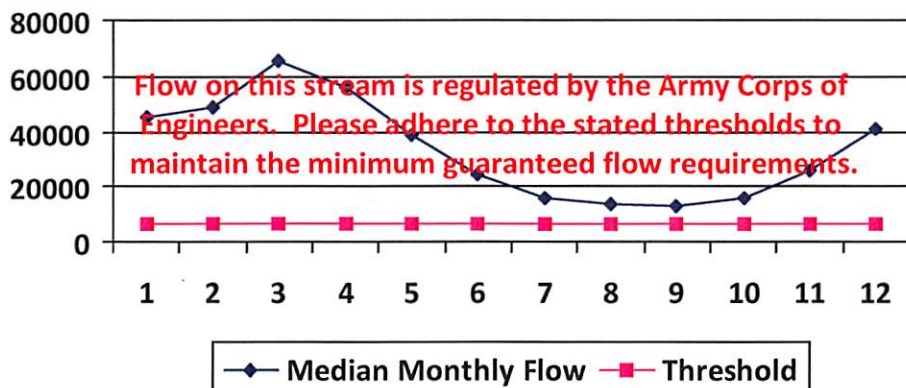 80000
60000
40000
20000
0
Flow on this stream is regulated by the Army Corps of
Engineers. Please adhere to the stated thresholds to
maintain the minimum guaranteed flow requirements.
1 2 3 4 5 6 7 8 9 10 11 12
Median Monthly Flow Threshold